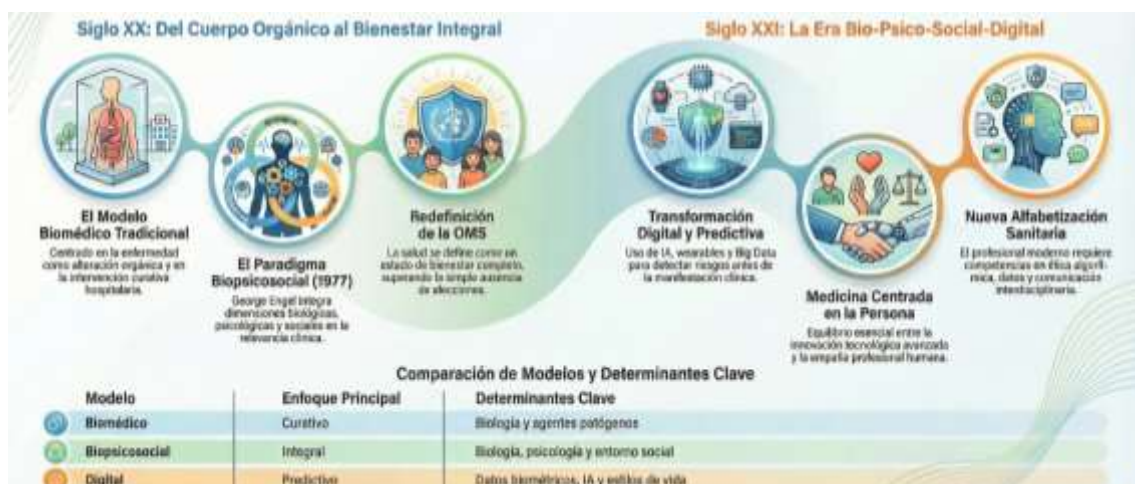 Siglo XX: Del Cuerpo Orgánico al Bienestar Integral
Siglo XXI: La Era Bio-Psico-Social-Digital
El Modelo
Biomédico Tradicional
Centrado en la enfermedad
como alteración orgánica y en
la intervención curativa
hospitalaria.
El Paradigma
Biopsicosocial (1977)
George Engel integra
dimensiones biológicas,
psicológicas y sociales en la
relevancia clínica.
Redefinición
de la OMS
La salud se define como un
estado de bienestar completo,
superando la simple ausencia
de afecciones.
Transformación
Digital y Predictiva
Uso de IA, wearables y Big Data
para detectar riesgos antes de
la manifestación clínica.
Medicina Centrada
en la Persona
Equilibrio esencial entre la
innovación tecnológica avanzada
y la empatía profesional humana.
Nueva Alfabetización
Sanitaria
El profesional moderno requiere
competencias en ética algorít-
mica, datos y comunicación
interdisciplinaria.
Comparación de Modelos y Determinantes Clave
Modelo Enfoque Principal Determinantes Clave
Biomédico Curativo Biología y agentes patógenos
Biopsicosocial Integral Biología, psicología y entorno social
Digital Predictivo Datos biométricos, IA y estilos de vida